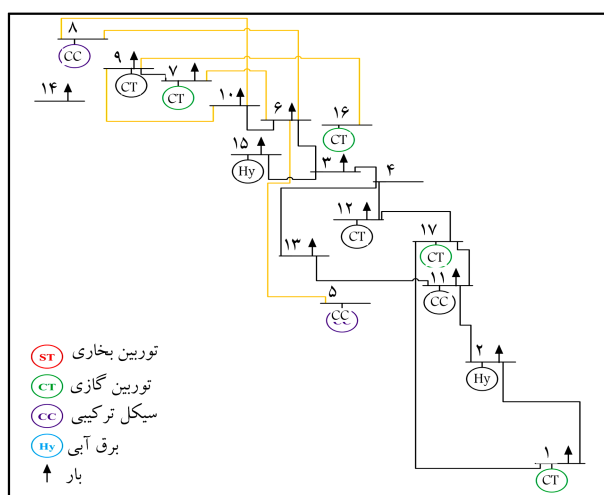 ۸
CC
۹
CT
۷
CT
۱۴
۱۰
۶
۱۶
CT
۱۵
Hy
۳
۴
۱۲
CT
۱۷
CT
۱۳
۱۱
CC
۵
CC
۲
Hy
۱
CT
ST توربین بخاری
CT توربین گازی
CC سیکل ترکیبی
Hy برق آبی
بار